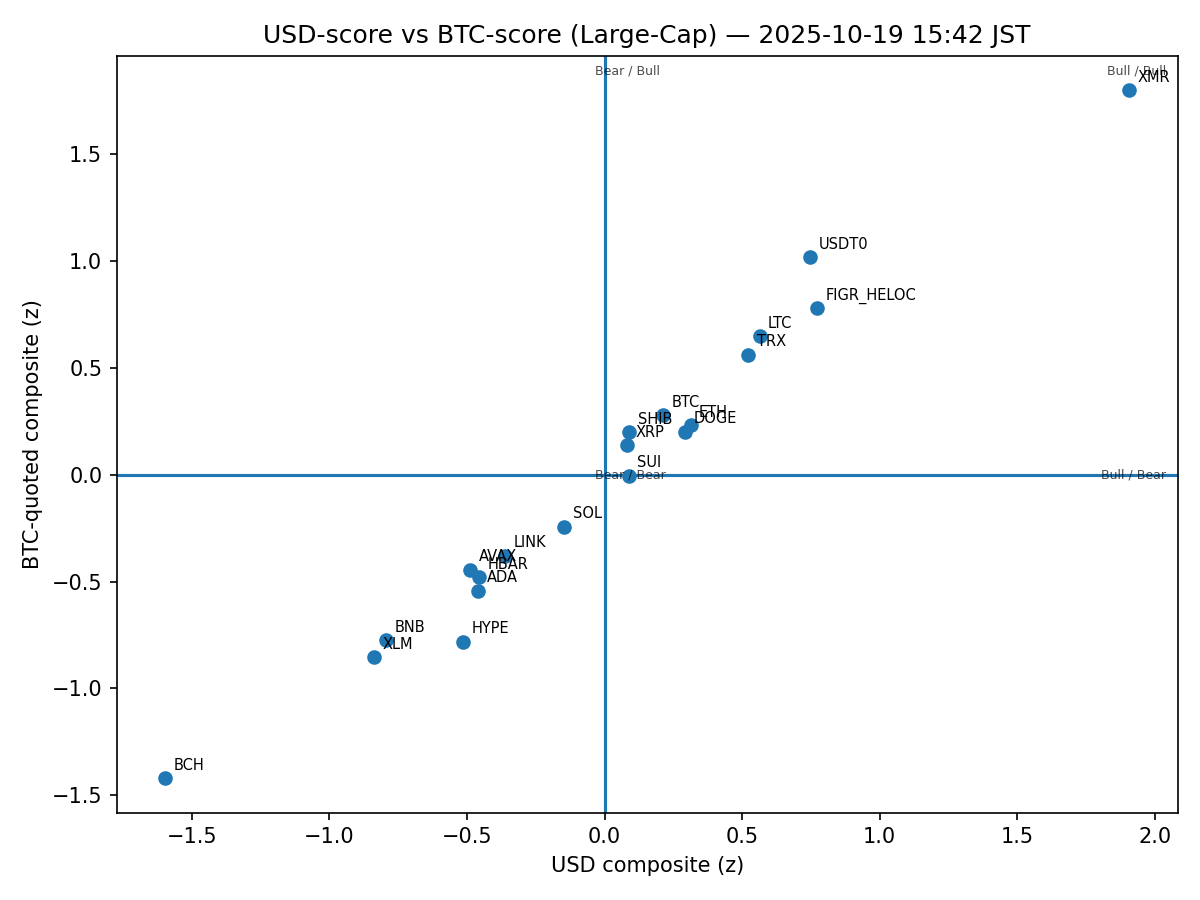 USD-score vs BTC-score (Large-Cap) — 2025-10-19 15:42 JST
Bear / Bull
Bull / Bull
XMR
1.5
USDT0
1.0
FIGR_HELOC
LTC
TRX
0.5
BTC
ETH
DOGE
SHIB
XRP
SUI
0.0
Bear / Bear
Bull / Bear
SOL
LINK
AVAX
HBAR
ADA
−0.5
BNB
HYPE
XLM
−1.0
BCH
−1.5
BTC-quoted composite (z)
−1.5 −1.0 −0.5 0.0 0.5 1.0 1.5 2.0
USD composite (z)